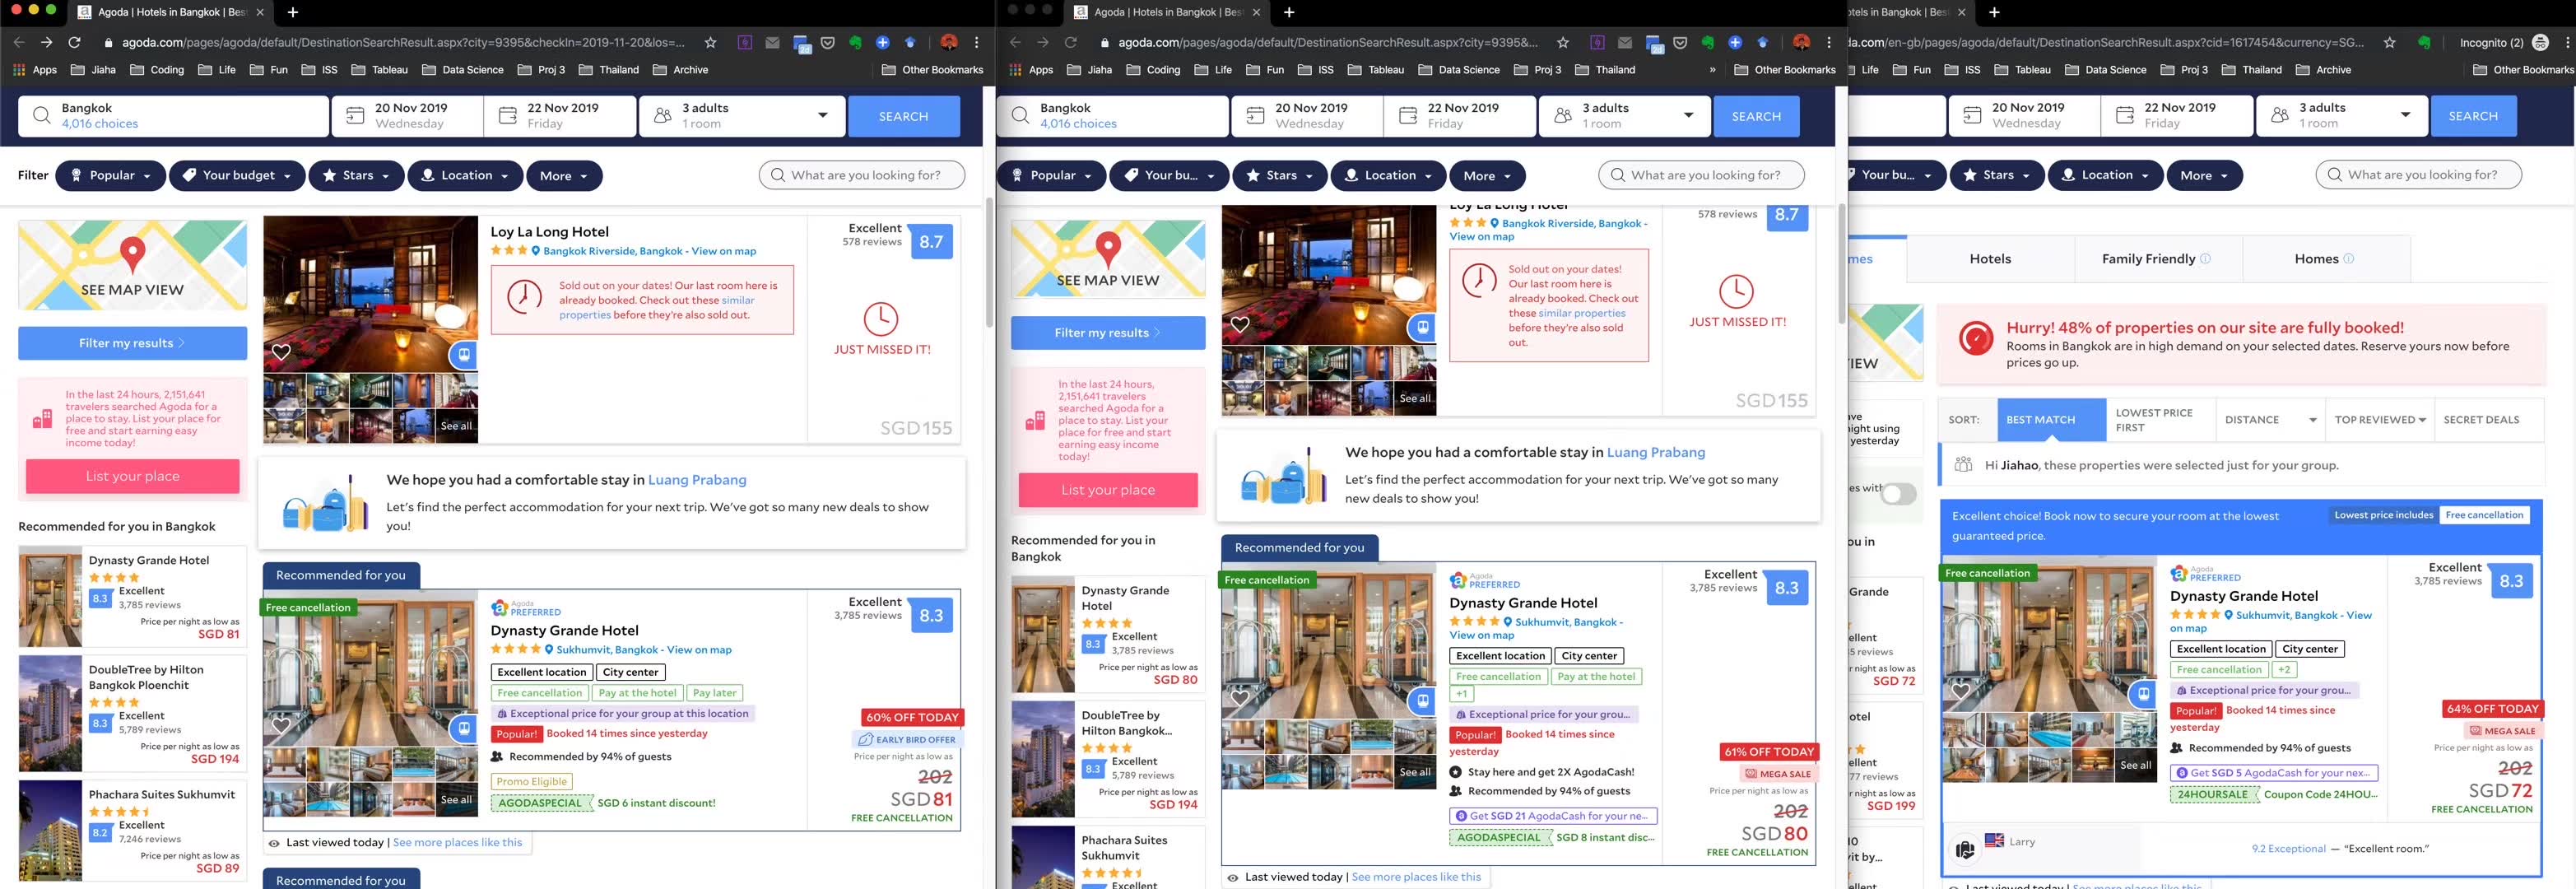 Agoda | Hotels in Bangkok | Bes
agoda.com/pages/agoda/default/DestinationSearchResult.aspx?city=9395&checkIn=2019-11-20&los=...
Apps Jiaha Coding Life Fun ISS Tableau Data Science Proj 3 Thailand Archive Other Bookmarks
Bangkok
4,016 choices
20 Nov 2019
Wednesday
22 Nov 2019
Friday
3 adults
1 room
SEARCH
Filter Popular Your budget Stars Location More What are you looking for?
SEE MAP VIEW
Filter my results
In the last 24 hours, 2,151,641
travelers searched Agoda for a
place to stay. List your place for
free and start earning easy
income today!
List your place
Recommended for you in Bangkok
Dynasty Grande Hotel
8.3 Excellent
3,785 reviews
Price per night as low as
SGD 81
DoubleTree by Hilton
Bangkok Ploenchit
8.3 Excellent
5,789 reviews
Price per night as low as
SGD 194
Phachara Suites Sukhumvit
8.2 Excellent
7,246 reviews
Price per night as low as
SGD 89
See all
Loy La Long Hotel
Bangkok Riverside, Bangkok - View on map
Sold out on your dates! Our last room here is
already booked. Check out these similar
properties before they're also sold out.
Excellent
578 reviews
8.7
JUST MISSED IT!
SGD 155
We hope you had a comfortable stay in Luang Prabang
Let's find the perfect accommodation for your next trip. We've got so many new deals to show
you!
Recommended for you
Free cancellation
See all
Agoda
PREFERRED
Dynasty Grande Hotel
Sukhumvit, Bangkok - View on map
Excellent location City center
Free cancellation Pay at the hotel Pay later
Exceptional price for your group at this location
Popular! Booked 14 times since yesterday
Recommended by 94% of guests
Promo Eligible
AGODASPECIAL SGD 6 instant discount!
Excellent
3,785 reviews
8.3
60% OFF TODAY
EARLY BIRD OFFER
Price per night as low as
202
SGD 81
FREE CANCELLATION
Last viewed today | See more places like this
Recommended for you
Agoda | Hotels in Bangkok | Bes
agoda.com/pages/agoda/default/DestinationSearchResult.aspx?city=9395&...
Apps Jiaha Coding Life Fun ISS Tableau Data Science Proj 3 Thailand » Other Bookmarks
Bangkok
4,016 choices
20 Nov 2019
Wednesday
22 Nov 2019
Friday
3 adults
1 room
SEARCH
Popular Your bu... Stars Location More What are you looking for?
SEE MAP VIEW
Filter my results
In the last 24 hours,
2,151,641 travelers
searched Agoda for a
place to stay. List your
place for free and start
earning easy income
today!
List your place
Recommended for you in
Bangkok
Dynasty Grande
Hotel
8.3 Excellent
3,785 reviews
Price per night as low as
SGD 80
DoubleTree by
Hilton Bangkok...
8.3 Excellent
5,789 reviews
Price per night as low as
SGD 194
Phachara Suites
Sukhumvit
Excellent
See all
Loy La Long Hotel
Bangkok Riverside, Bangkok -
View on map
Sold out on your dates!
Our last room here is
already booked. Check out
these similar properties
before they're also sold
out.
578 reviews
8.7
JUST MISSED IT!
SGD 155
We hope you had a comfortable stay in Luang Prabang
Let's find the perfect accommodation for your next trip. We've got so many
new deals to show you!
Recommended for you
Free cancellation
See all
Agoda
PREFERRED
Dynasty Grande Hotel
Sukhumvit, Bangkok -
View on map
Excellent location City center
Free cancellation Pay at the hotel
+1
Exceptional price for your grou...
Popular! Booked 14 times since
yesterday
Stay here and get 2X AgodaCash!
Recommended by 94% of guests
Get SGD 21 AgodaCash for your ne...
AGODASPECIAL SGD 8 instant disc...
Excellent
3,785 reviews
8.3
61% OFF TODAY
MEGA SALE
Price per night as low as
202
SGD 80
FREE CANCELLATION
Last viewed today | See more places like this
otels in Bangkok | Bes
da.com/en-gb/pages/agoda/default/DestinationSearchResult.aspx?cid=1617454&currency=SG... Incognito (2)
Life Fun ISS Tableau Data Science Proj 3 Thailand Archive Other Bookmarks
20 Nov 2019
Wednesday
22 Nov 2019
Friday
3 adults
1 room
SEARCH
Your bu... Stars Location More What are you looking for?
mes Hotels Family Friendly Homes
IEW
ight using
yesterday
es with
ou in
Grande
ellent
5 reviews
r night as low as
SGD 72
otel
77 reviews
r night as low as
SGD 199
vit by...
ellent
Hurry! 48% of properties on our site are fully booked!
Rooms in Bangkok are in high demand on your selected dates. Reserve yours now before
prices go up.
SORT: BEST MATCH LOWEST PRICE FIRST DISTANCE TOP REVIEWED SECRET DEALS
Hi Jiahao, these properties were selected just for your group.
Excellent choice! Book now to secure your room at the lowest
guaranteed price.
Lowest price includes Free cancellation
Free cancellation
See all
Agoda
PREFERRED
Dynasty Grande Hotel
Sukhumvit, Bangkok - View
on map
Excellent location City center
Free cancellation +2
Exceptional price for your grou...
Popular! Booked 14 times since
yesterday
Recommended by 94% of guests
Get SGD 5 AgodaCash for your nex...
24HOURSALE Coupon Code 24HOU...
Excellent
3,785 reviews
8.3
64% OFF TODAY
MEGA SALE
Price per night as low as
202
SGD 72
FREE CANCELLATION
Larry
9.2 Exceptional — “Excellent room.”
Last viewed today | See more places like this